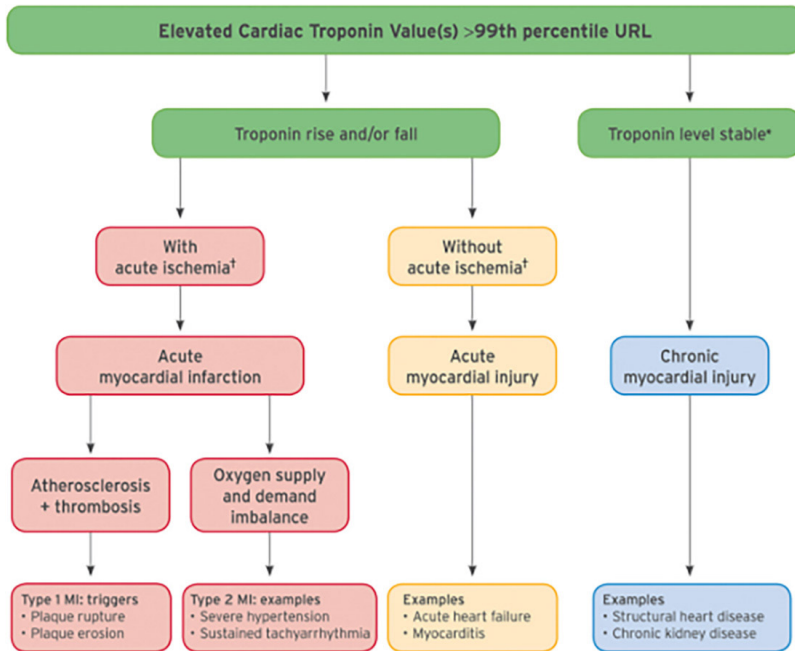 Elevated Cardiac Troponin Value(s) >99th percentile URL
Troponin rise and/or fall
Troponin level stable*
With
acute ischemia†
Without
acute ischemia†
Acute
myocardial infarction
Acute
myocardial injury
Chronic
myocardial injury
Atherosclerosis
+ thrombosis
Oxygen supply
and demand
imbalance
Type 1 MI: triggers
• Plaque rupture
• Plaque erosion
Type 2 MI: examples
• Severe hypertension
• Sustained tachyarrhythmia
Examples
• Acute heart failure
• Myocarditis
Examples
• Structural heart disease
• Chronic kidney disease